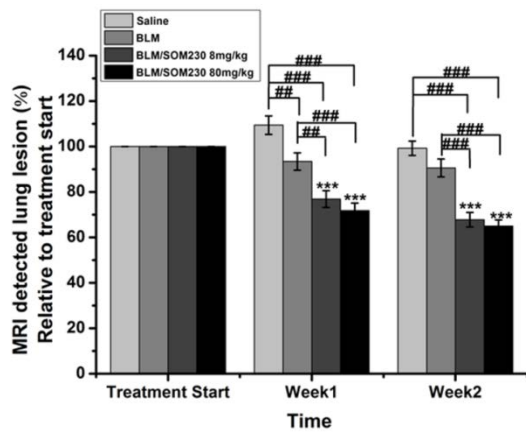 Saline
BLM
BLM/SOM230 8mg/kg
BLM/SOM230 80mg/kg
MRI detected lung lesion (%)
Relative to treatment start
140
120
100
80
60
40
20
0
###
###
##
###
##
***
***
###
###
###
###
***
***
Treatment Start
Week1
Week2
Time